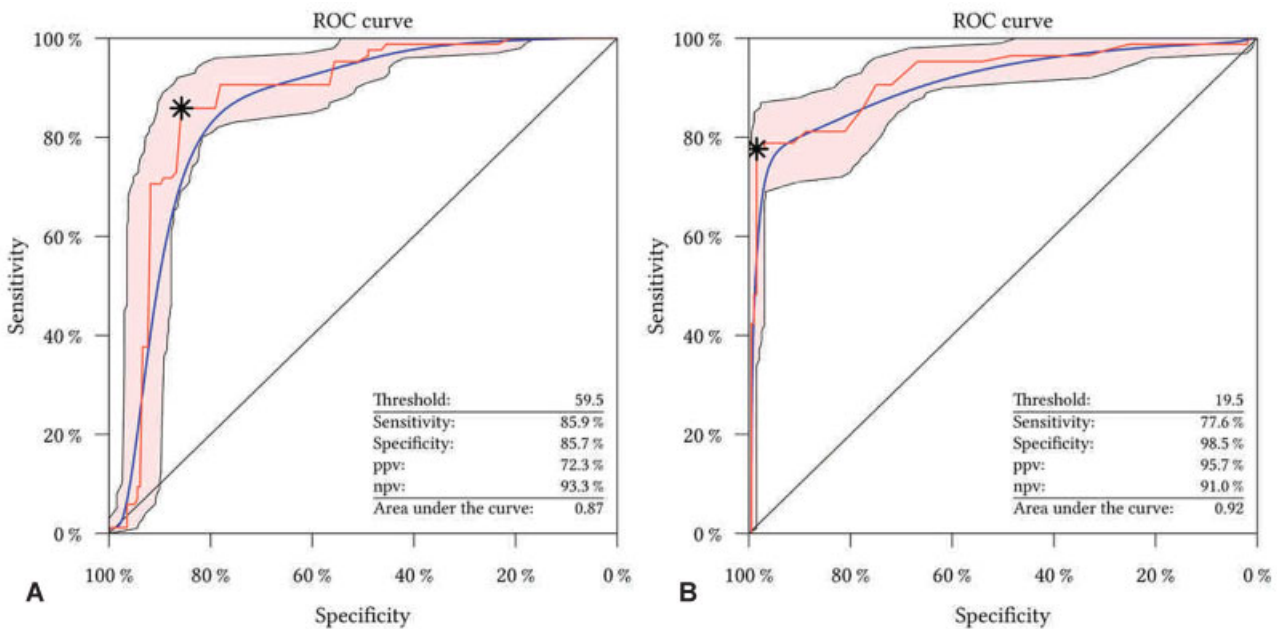 ROC curve
100 %
80 %
60 %
40 %
20 %
0 %
Sensitivity
Threshold: 59.5
Sensitivity: 85.9 %
Specificity: 85.7 %
ppv: 72.3 %
npv: 93.3 %
Area under the curve: 0.87
100 % 80 % 60 % 40 % 20 % 0 %
Specificity
A
ROC curve
100 %
80 %
60 %
40 %
20 %
0 %
Sensitivity
Threshold: 19.5
Sensitivity: 77.6 %
Specificity: 98.5 %
ppv: 95.7 %
npv: 91.0 %
Area under the curve: 0.92
100 % 80 % 60 % 40 % 20 % 0 %
Specificity
B